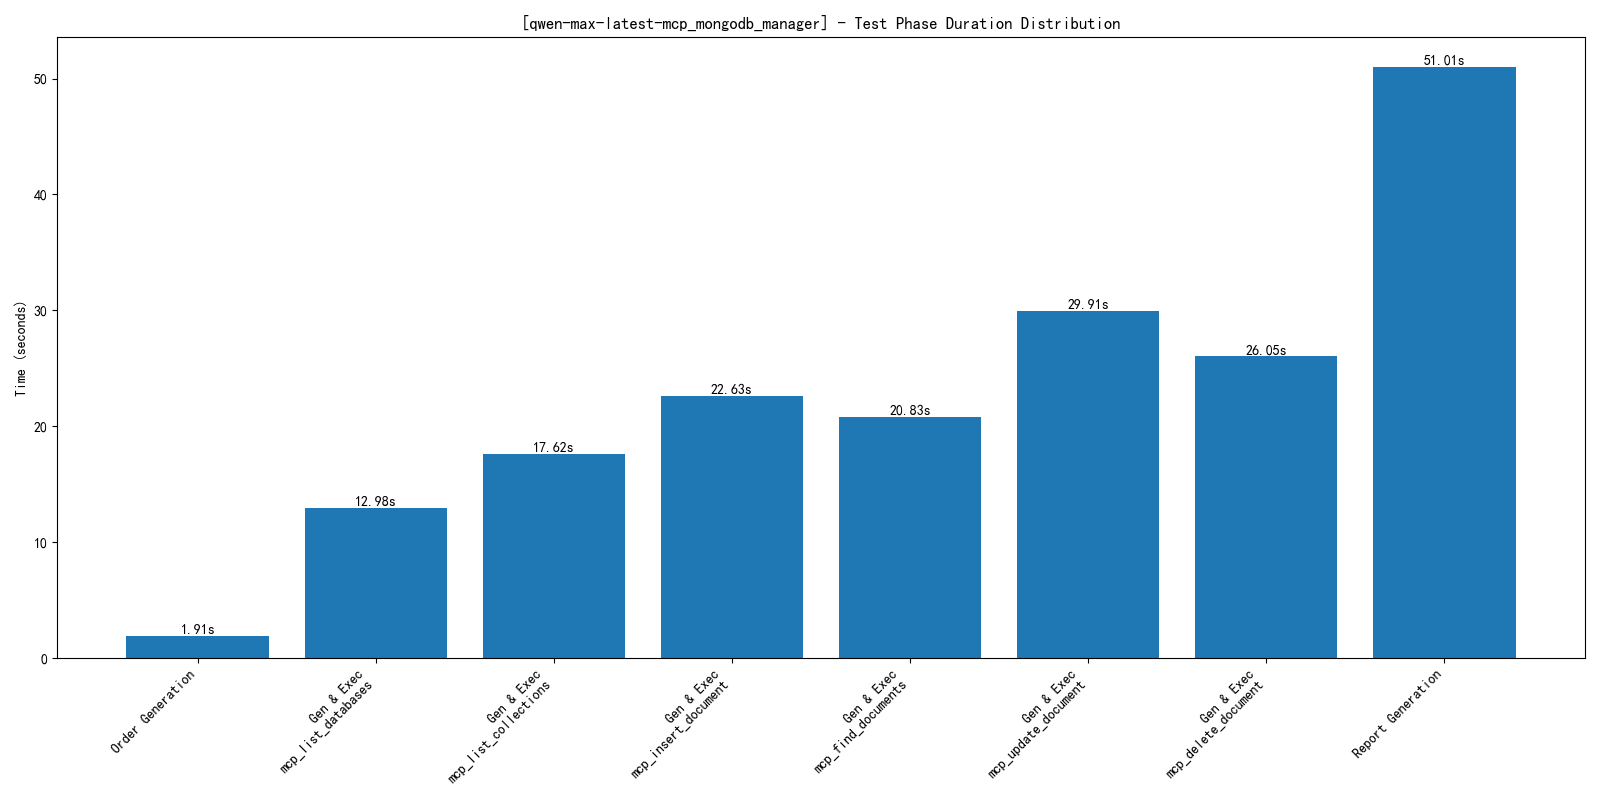 [qwen-max-latest-mcp_mongodb_manager] - Test Phase Duration Distribution
Time (seconds)
50
40
30
20
10
0
1.91s
12.98s
17.62s
22.63s
20.83s
29.91s
26.05s
51.01s
Order Generation
Gen & Exec
mcp_list_databases
Gen & Exec
mcp_list_collections
Gen & Exec
mcp_insert_document
Gen & Exec
mcp_find_documents
Gen & Exec
mcp_update_document
Gen & Exec
mcp_delete_document
Report Generation